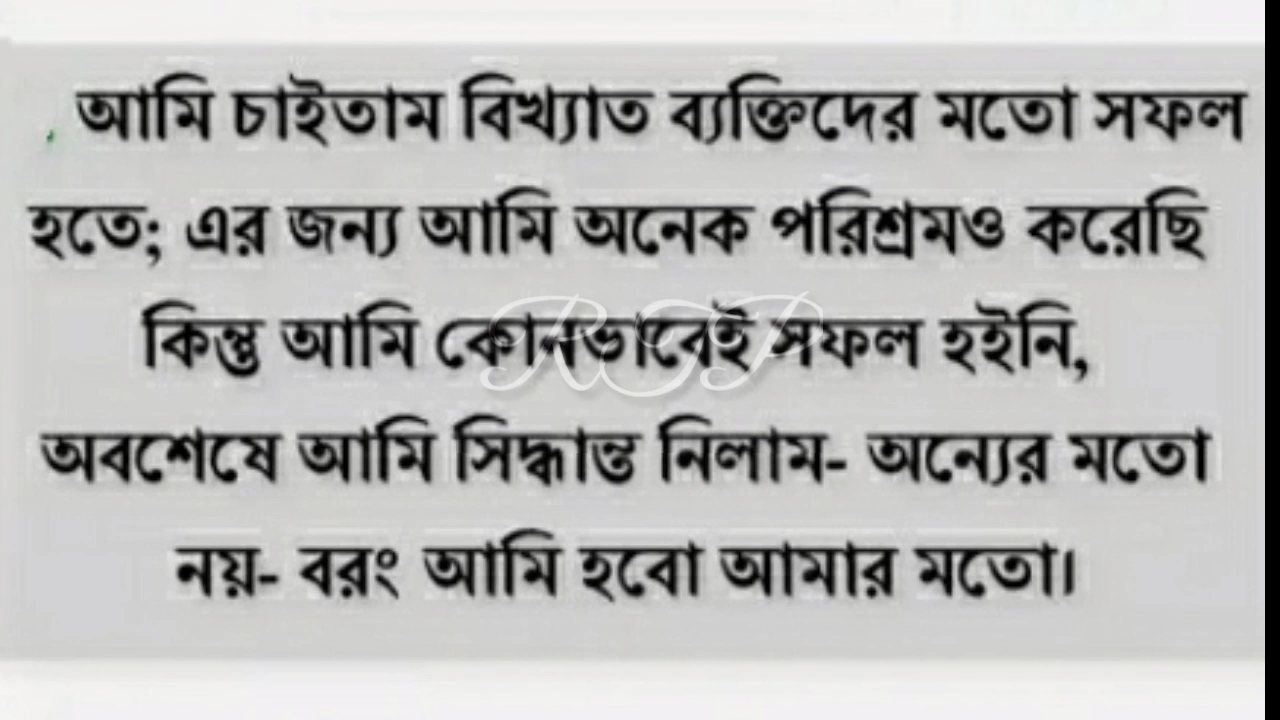 আমি চাইতাম বিখ্যাত ব্যক্তিদের মতো সফল
হতে; এর জন্য আমি অনেক পরিশ্রমও করেছি
কিন্তু আমি কোনভাবেই সফল হইনি,
RTP
অবশেষে আমি সিদ্ধান্ত নিলাম- অন্যের মতো
নয়- বরং আমি হবো আমার মতো।